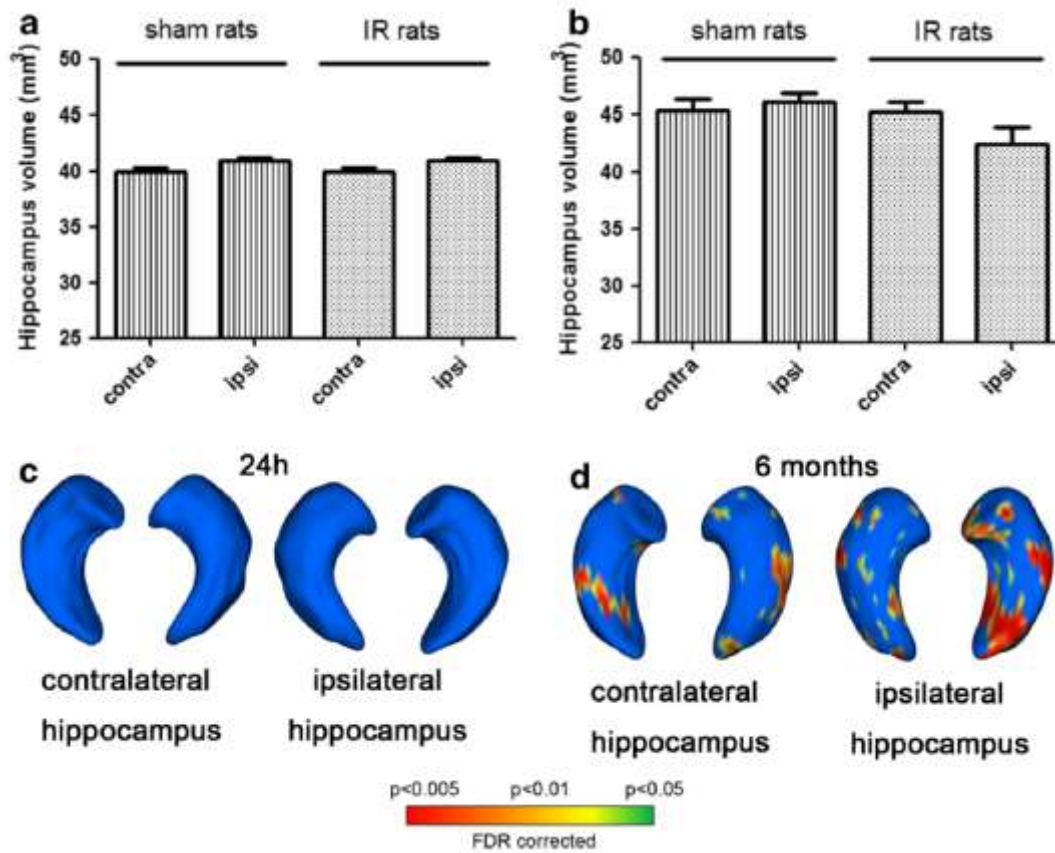 a
sham rats IR rats
Hippocampus volume (mm³)
50
45
40
35
30
25
contra ipsi contra ipsi
b
sham rats IR rats
Hippocampus volume (mm³)
50
45
40
35
30
25
contra ipsi contra ipsi
c 24h
contralateral ipsilateral
hippocampus hippocampus
d 6 months
contralateral ipsilateral
hippocampus hippocampus
p<0.005 p<0.01 p<0.05
FDR corrected